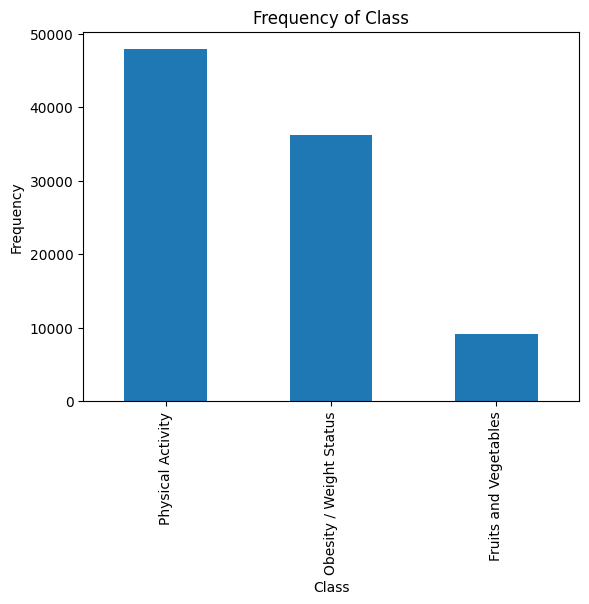 Frequency of Class
50000
40000
30000
20000
10000
0
Frequency
Physical Activity
Obesity / Weight Status
Fruits and Vegetables
Class